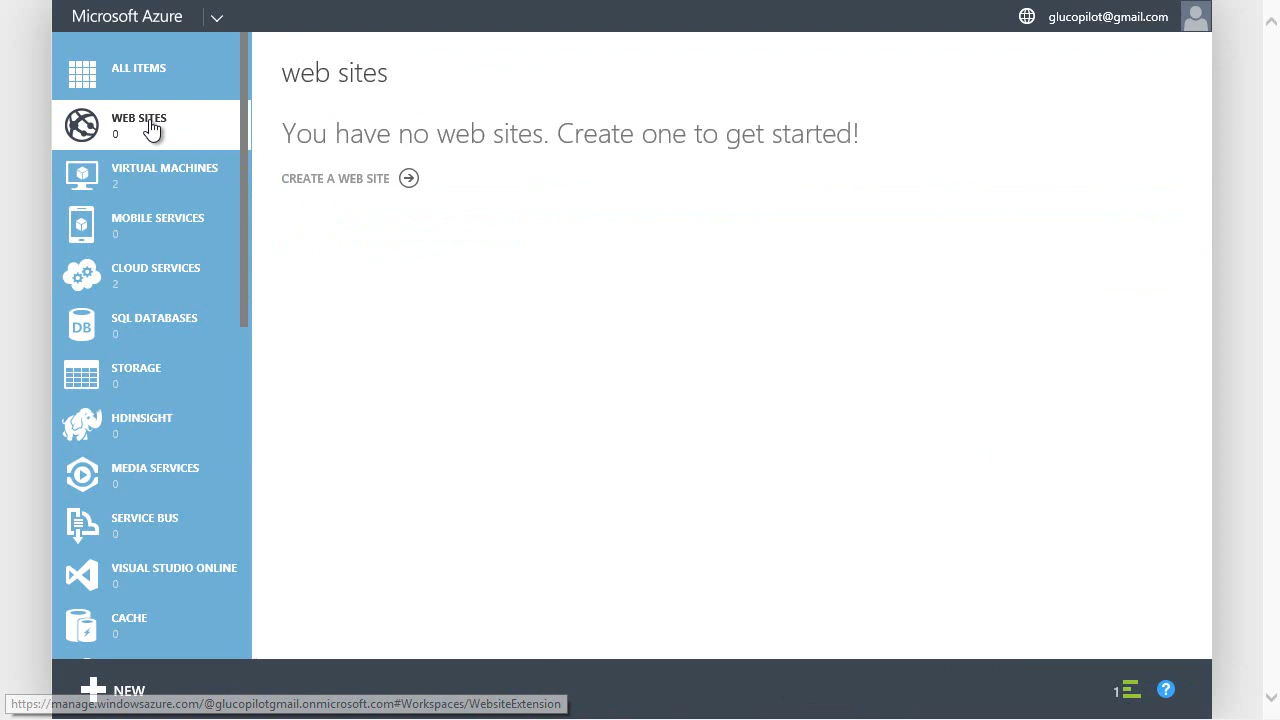 Microsoft Azure
glucopilot@gmail.com
ALL ITEMS
WEB SITES
0
VIRTUAL MACHINES
2
MOBILE SERVICES
0
CLOUD SERVICES
2
SQL DATABASES
0
DB
STORAGE
0
HDINSIGHT
0
MEDIA SERVICES
0
SERVICE BUS
0
VISUAL STUDIO ONLINE
0
CACHE
0
web sites
You have no web sites. Create one to get started!
CREATE A WEB SITE
NEW
1
?
https://manage.windowsazure.com/@glucopilotgmail.onmicrosoft.com#Workspaces/WebsiteExtension